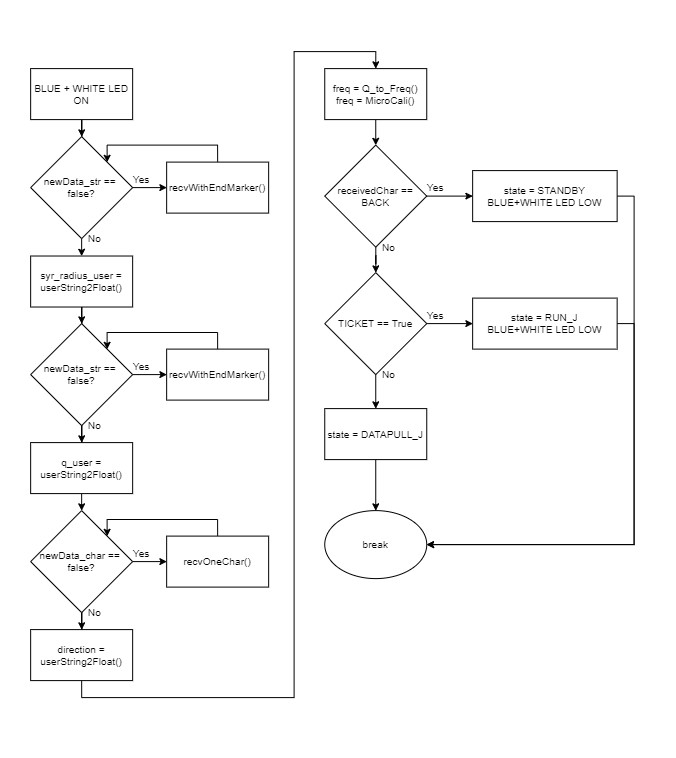 BLUE + WHITE LED
ON
newData_str ==
false?
Yes
recvWithEndMarker()
No
syr_radius_user =
userString2Float()
newData_str ==
false?
Yes
recvWithEndMarker()
No
q_user =
userString2Float()
newData_char ==
false?
Yes
recvOneChar()
No
direction =
userString2Float()
freq = Q_to_Freq()
freq = MicroCali()
receivedChar ==
BACK
Yes
state = STANDBY
BLUE+WHITE LED LOW
No
TICKET == True
Yes
state = RUN_J
BLUE+WHITE LED LOW
No
state = DATAPULL_J
break